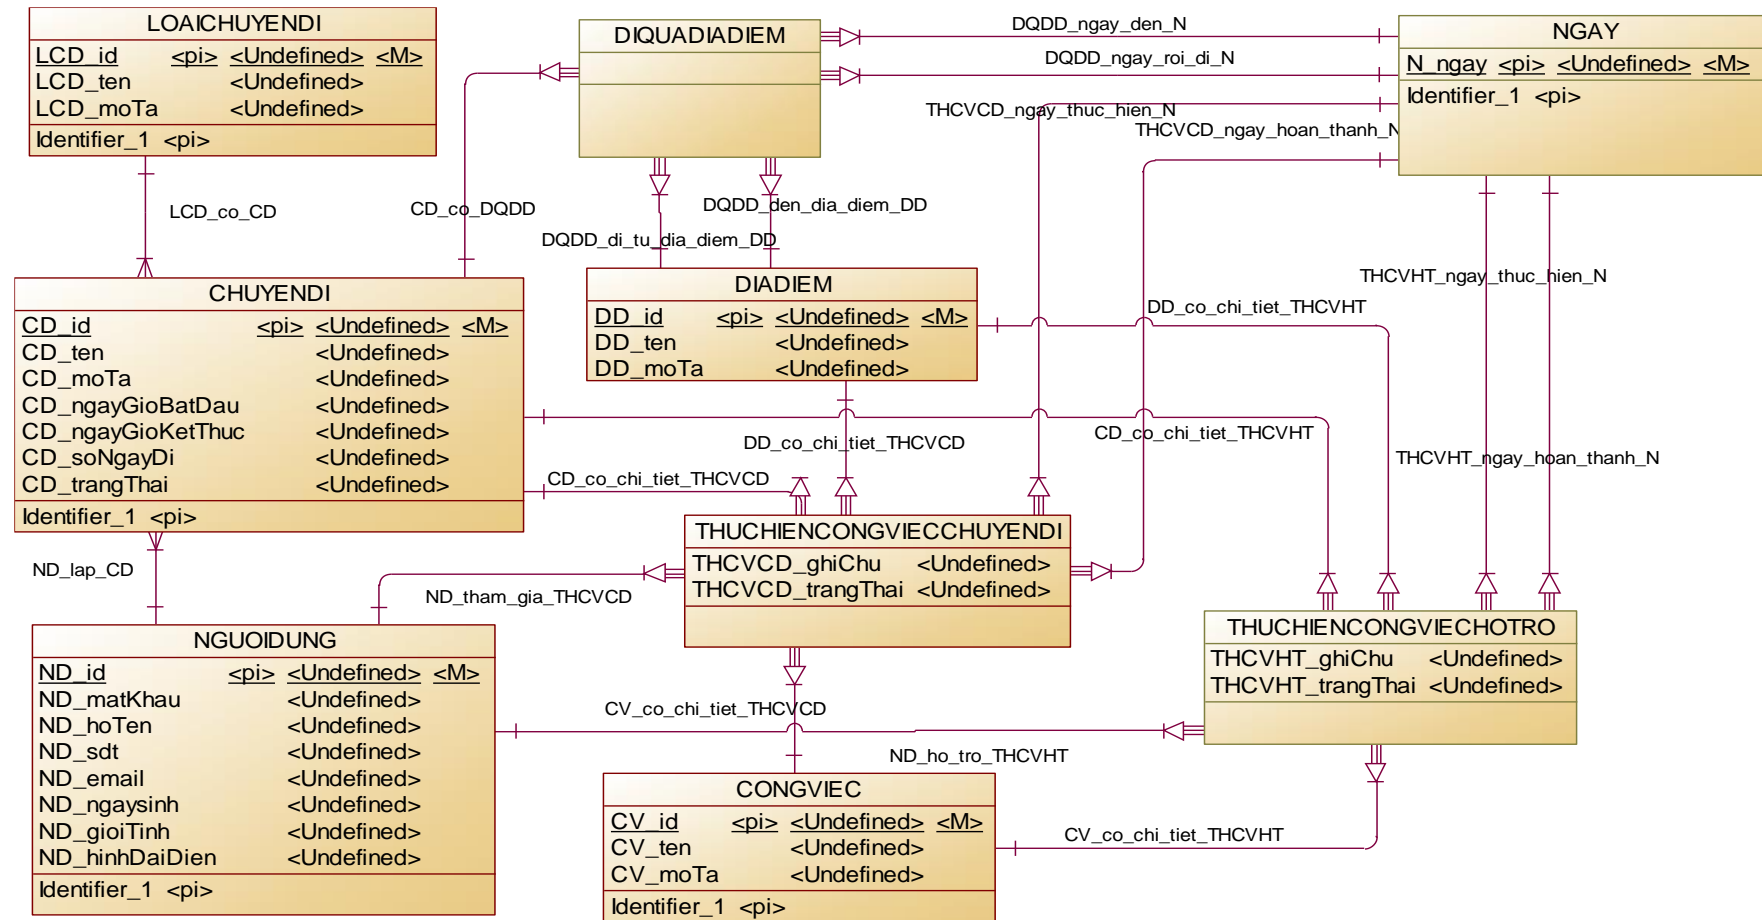 LOAICHUYENDI
LCD_id <pi> <Undefined> <M>
LCD_ten <Undefined>
LCD_moTa <Undefined>
Identifier_1 <pi>
DIQUADIADIEM
NGAY
N_ngay <pi> <Undefined> <M>
Identifier_1 <pi>
DQDD_ngay_den_N
DQDD_ngay_roi_di_N
THCVCD_ngay_thuc_hien_N
THCVCD_ngay_hoan_thanh_N
LCD_co_CD
CD_co_DQDD
DQDD_den_dia_diem_DD
DQDD_di_tu_dia_diem_DD
CHUYENDI
CD_id <pi> <Undefined> <M>
CD_ten <Undefined>
CD_moTa <Undefined>
CD_ngayGioBatDau <Undefined>
CD_ngayGioKetThuc <Undefined>
CD_soNgayDi <Undefined>
CD_trangThai <Undefined>
Identifier_1 <pi>
DIADIEM
DD_id <pi> <Undefined> <M>
DD_ten <Undefined>
DD_moTa <Undefined>
THCVHT_ngay_thuc_hien_N
DD_co_chi_tiet_THCVHT
DD_co_chi_tiet_THCVCD
CD_co_chi_tiet_THCVHT
THCVHT_ngay_hoan_thanh_N
CD_co_chi_tiet_THCVCD
THUCHIENCONGVIECCHUYENDI
THCVCD_ghiChu <Undefined>
THCVCD_trangThai <Undefined>
ND_lap_CD
ND_tham_gia_THCVCD
THUCHIENCONGVIECHOTRO
THCVHT_ghiChu <Undefined>
THCVHT_trangThai <Undefined>
NGUOIDUNG
ND_id <pi> <Undefined> <M>
ND_matKhau <Undefined>
ND_hoTen <Undefined>
ND_sdt <Undefined>
ND_email <Undefined>
ND_ngaysinh <Undefined>
ND_gioiTinh <Undefined>
ND_hinhDaiDien <Undefined>
Identifier_1 <pi>
CV_co_chi_tiet_THCVCD
ND_ho_tro_THCVHT
CONGVIEC
CV_id <pi> <Undefined> <M>
CV_ten <Undefined>
CV_moTa <Undefined>
Identifier_1 <pi>
CV_co_chi_tiet_THCVHT